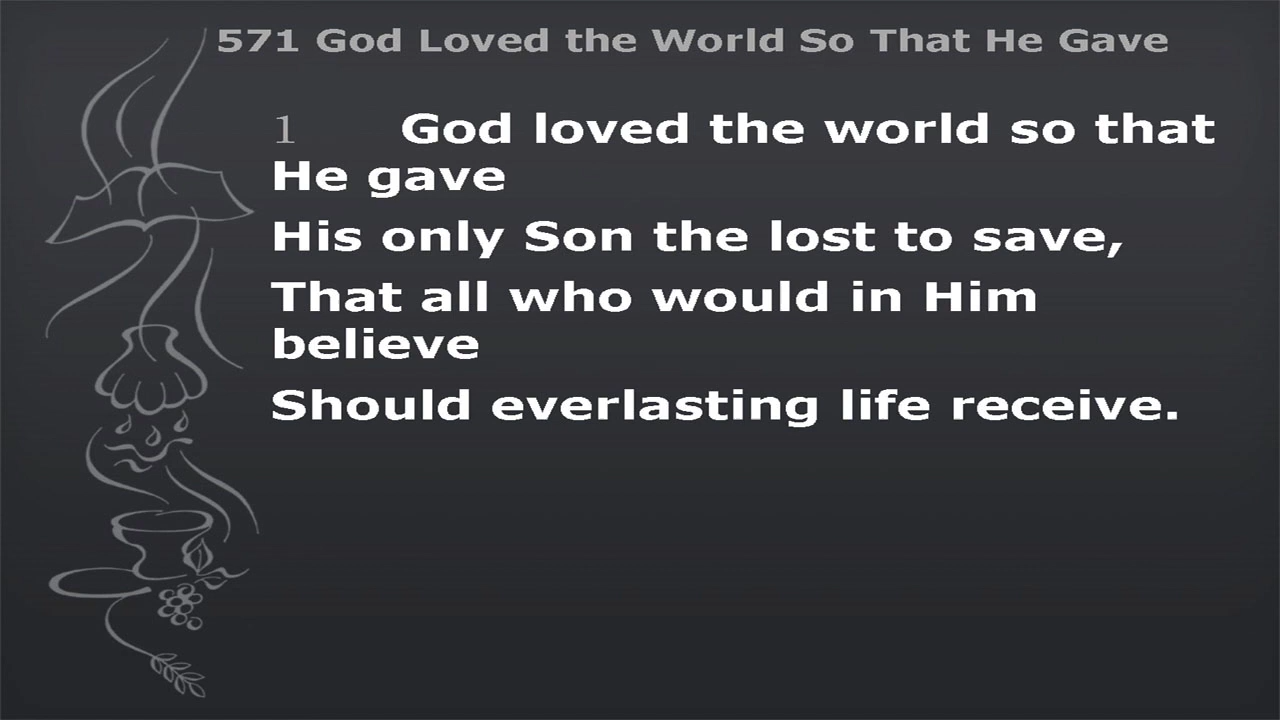 571 God Loved the World So That He Gave
1 God loved the world so that
He gave
His only Son the lost to save,
That all who would in Him
believe
Should everlasting life receive.